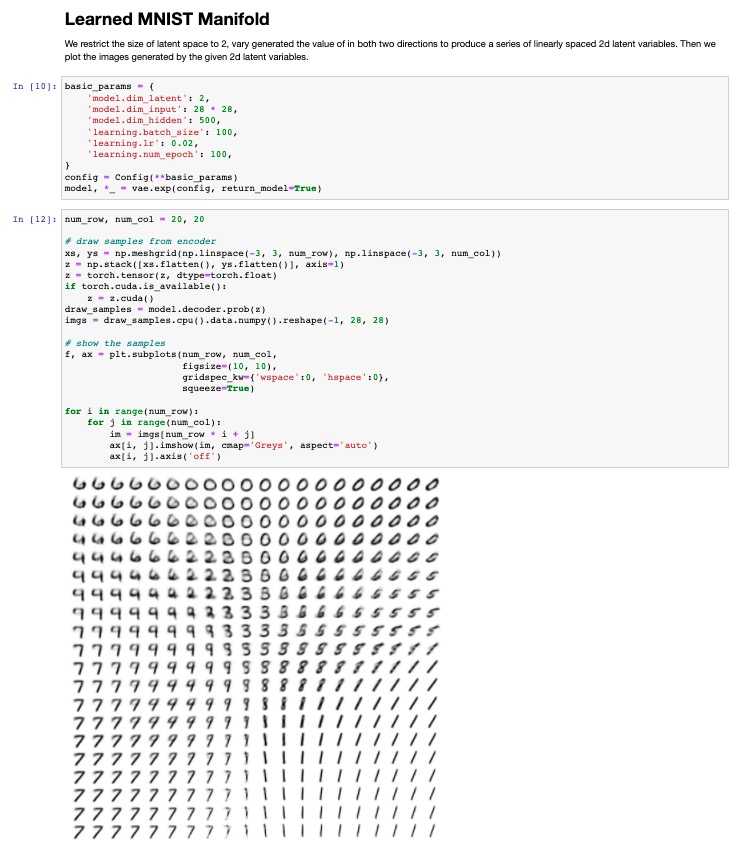 Learned MNIST Manifold
We restrict the size of latent space to 2, vary generated the value of in both two directions to produce a series of linearly spaced 2d latent variables. Then we
plot the images generated by the given 2d latent variables.
In [10]: basic_params = {
    'model.dim_latent': 2,
    'model.dim_input': 28 * 28,
    'model.dim_hidden': 500,
    'learning.batch_size': 100,
    'learning.lr': 0.02,
    'learning.num_epoch': 100,
}
config = Config(**basic_params)
model, *_ = vae.exp(config, return_model=True)
In [12]: num_row, num_col = 20, 20
# draw samples from encoder
xs, ys = np.meshgrid(np.linspace(-3, 3, num_row), np.linspace(-3, 3, num_col))
z = np.stack([xs.flatten(), ys.flatten()], axis=1)
z = torch.tensor(z, dtype=torch.float)
if torch.cuda.is_available():
    z = z.cuda()
draw_samples = model.decoder.prob(z)
imgs = draw_samples.cpu().data.numpy().reshape(-1, 28, 28)
# show the samples
f, ax = plt.subplots(num_row, num_col,
                     figsize=(10, 10),
                     gridspec_kw={'wspace':0, 'hspace':0},
                     squeeze=True)
for i in range(num_row):
    for j in range(num_col):
        im = imgs[num_row * i + j]
        ax[i, j].imshow(im, cmap='Greys', aspect='auto')
        ax[i, j].axis('off')